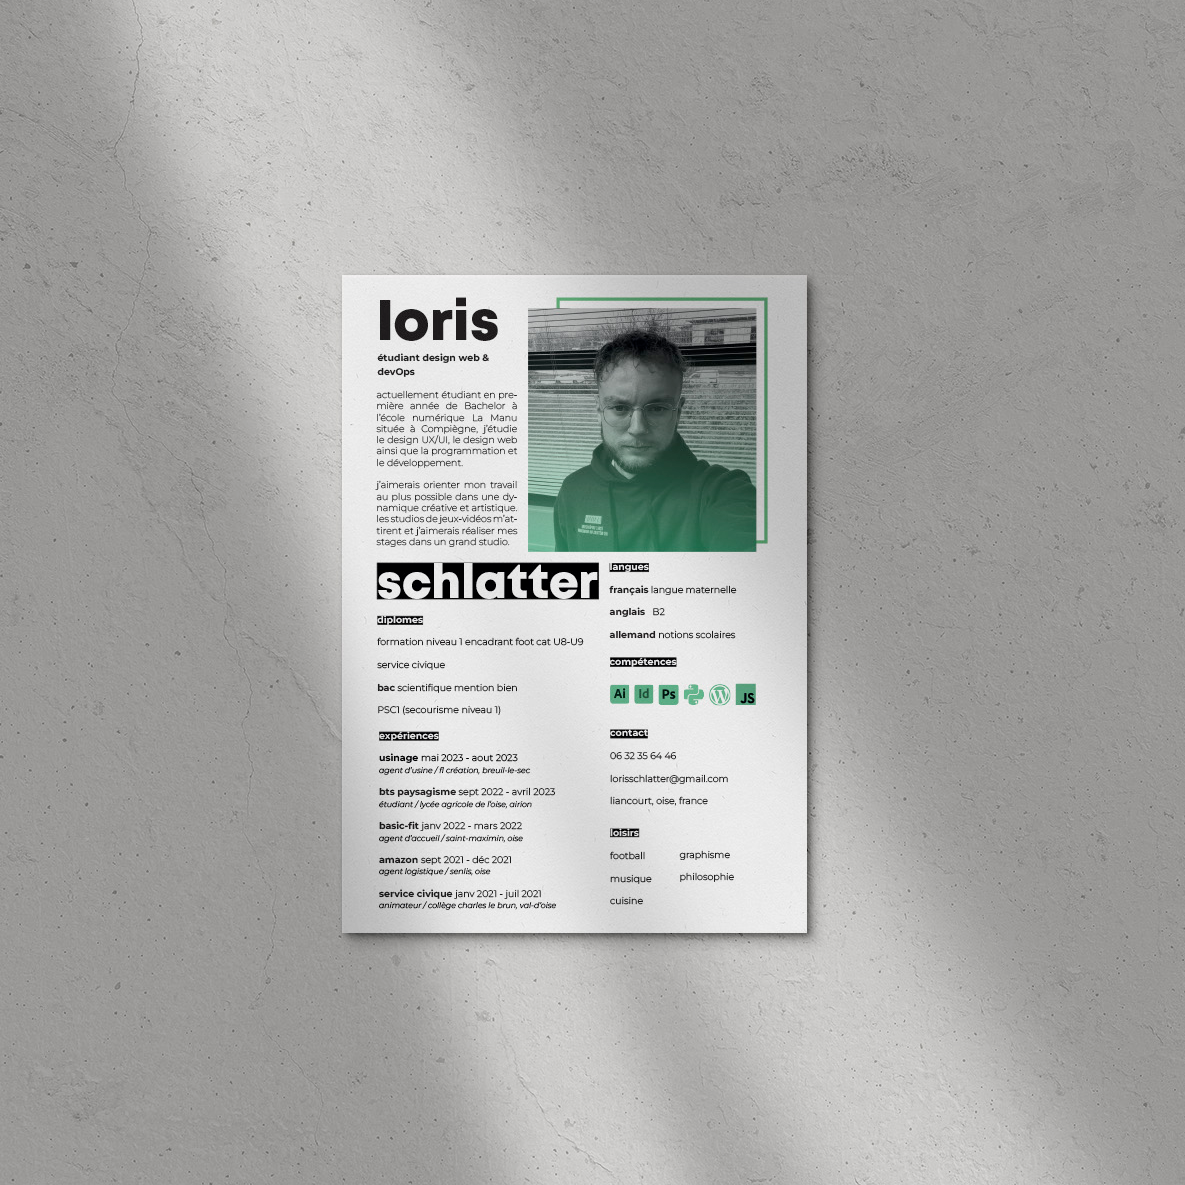 loris
étudiant design web &
devOps
actuellement étudiant en pre-
mière année de Bachelor à
l'école numérique La Manu
située à Compiègne, j'étudie
le design UX/UI, le design web
ainsi que la programmation et
le développement.
j'aimerais orienter mon travail
au plus possible dans une dy-
namique créative et artistique.
les studios de jeux-vidéos m'at-
tirent et j'aimerais réaliser mes
stages dans un grand studio.
schlatter
diplomes
formation niveau 1 encadrant foot cat U8-U9
service civique
bac scientifique mention bien
PSC1 (secourisme niveau 1)
expériences
usinage mai 2023 - aout 2023
agent d'usine / fl création, breuil-le-sec
bts paysagisme sept 2022 - avril 2023
étudiant / lycée agricole de l'oise, airion
basic-fit janv 2022 - mars 2022
agent d'accueil / saint-maximin, oise
amazon sept 2021 - déc 2021
agent logistique / senlis, oise
service civique janv 2021 - juil 2021
animateur / collège charles le brun, val-d'oise
langues
français langue maternelle
anglais B2
allemand notions scolaires
compétences
Ai Id Ps W JS
contact
06 32 35 64 46
lorisschlatter@gmail.com
liancourt, oise, france
loisirs
football
musique
cuisine
graphisme
philosophie